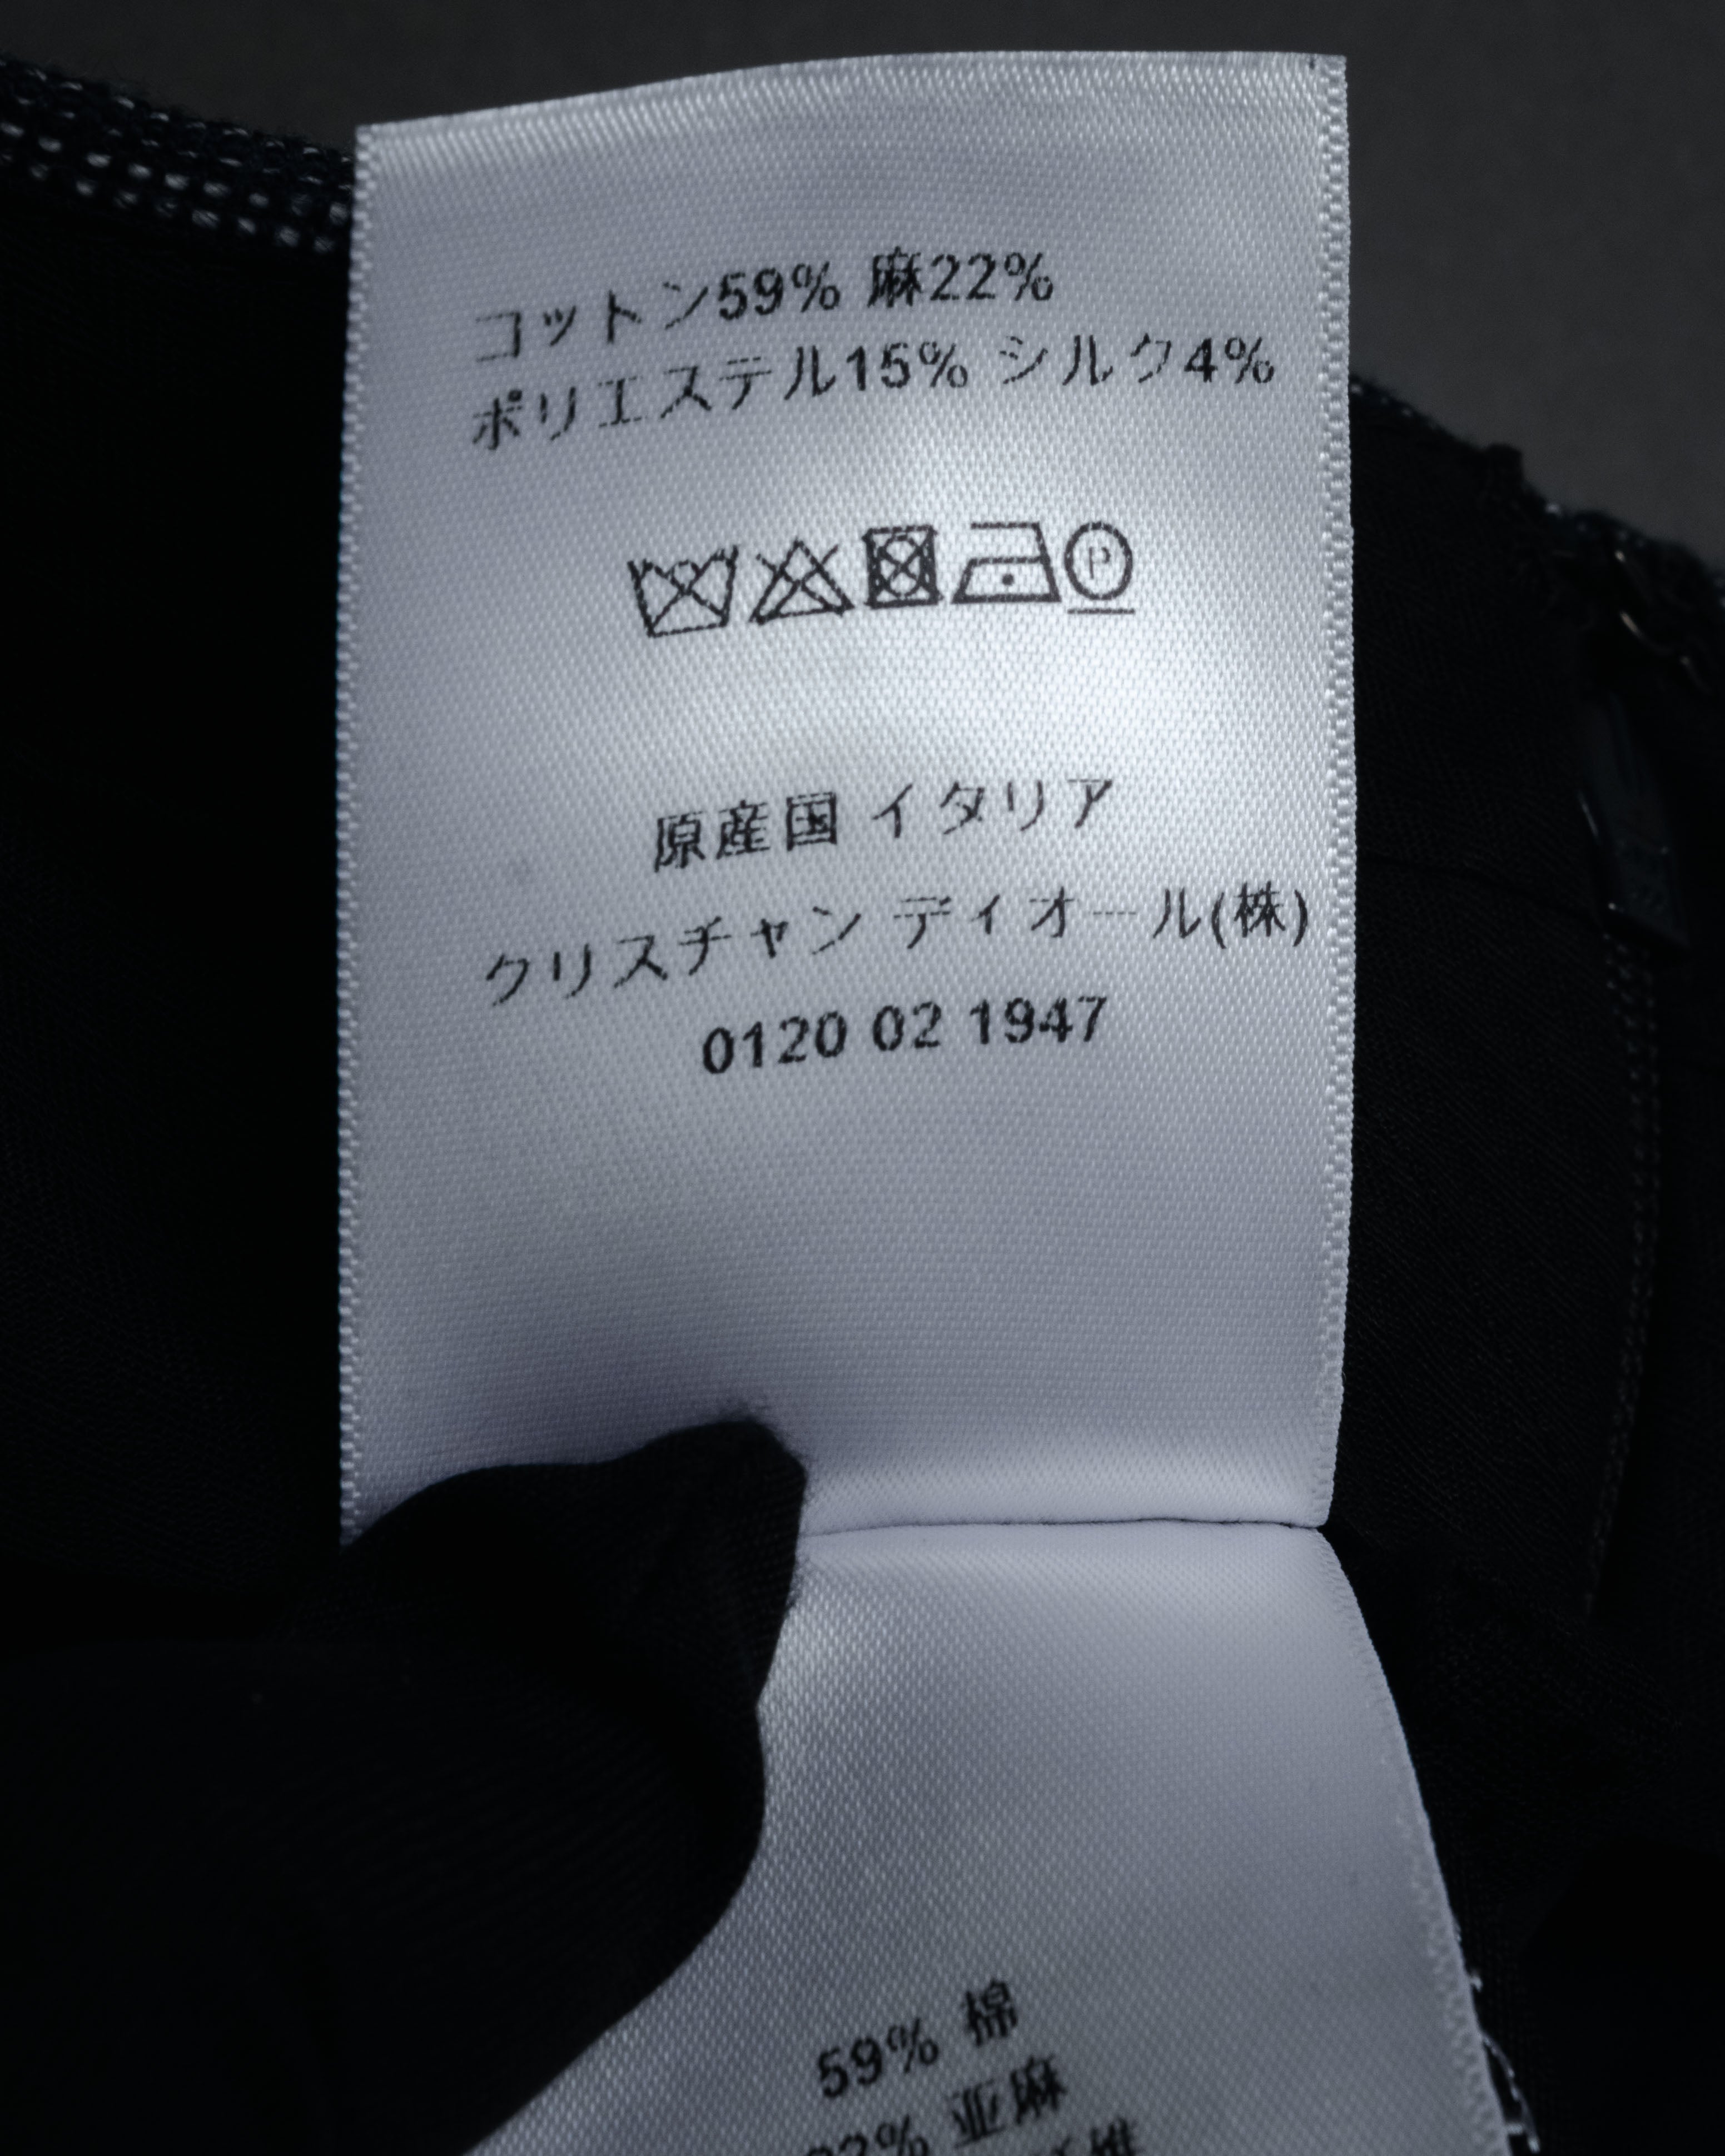 コットン59% 麻22%
ポリエステル15% シルク4%
P
原産国 イタリア
クリスチャン ディオール(株)
0120 02 1947
59% 棉
亚麻